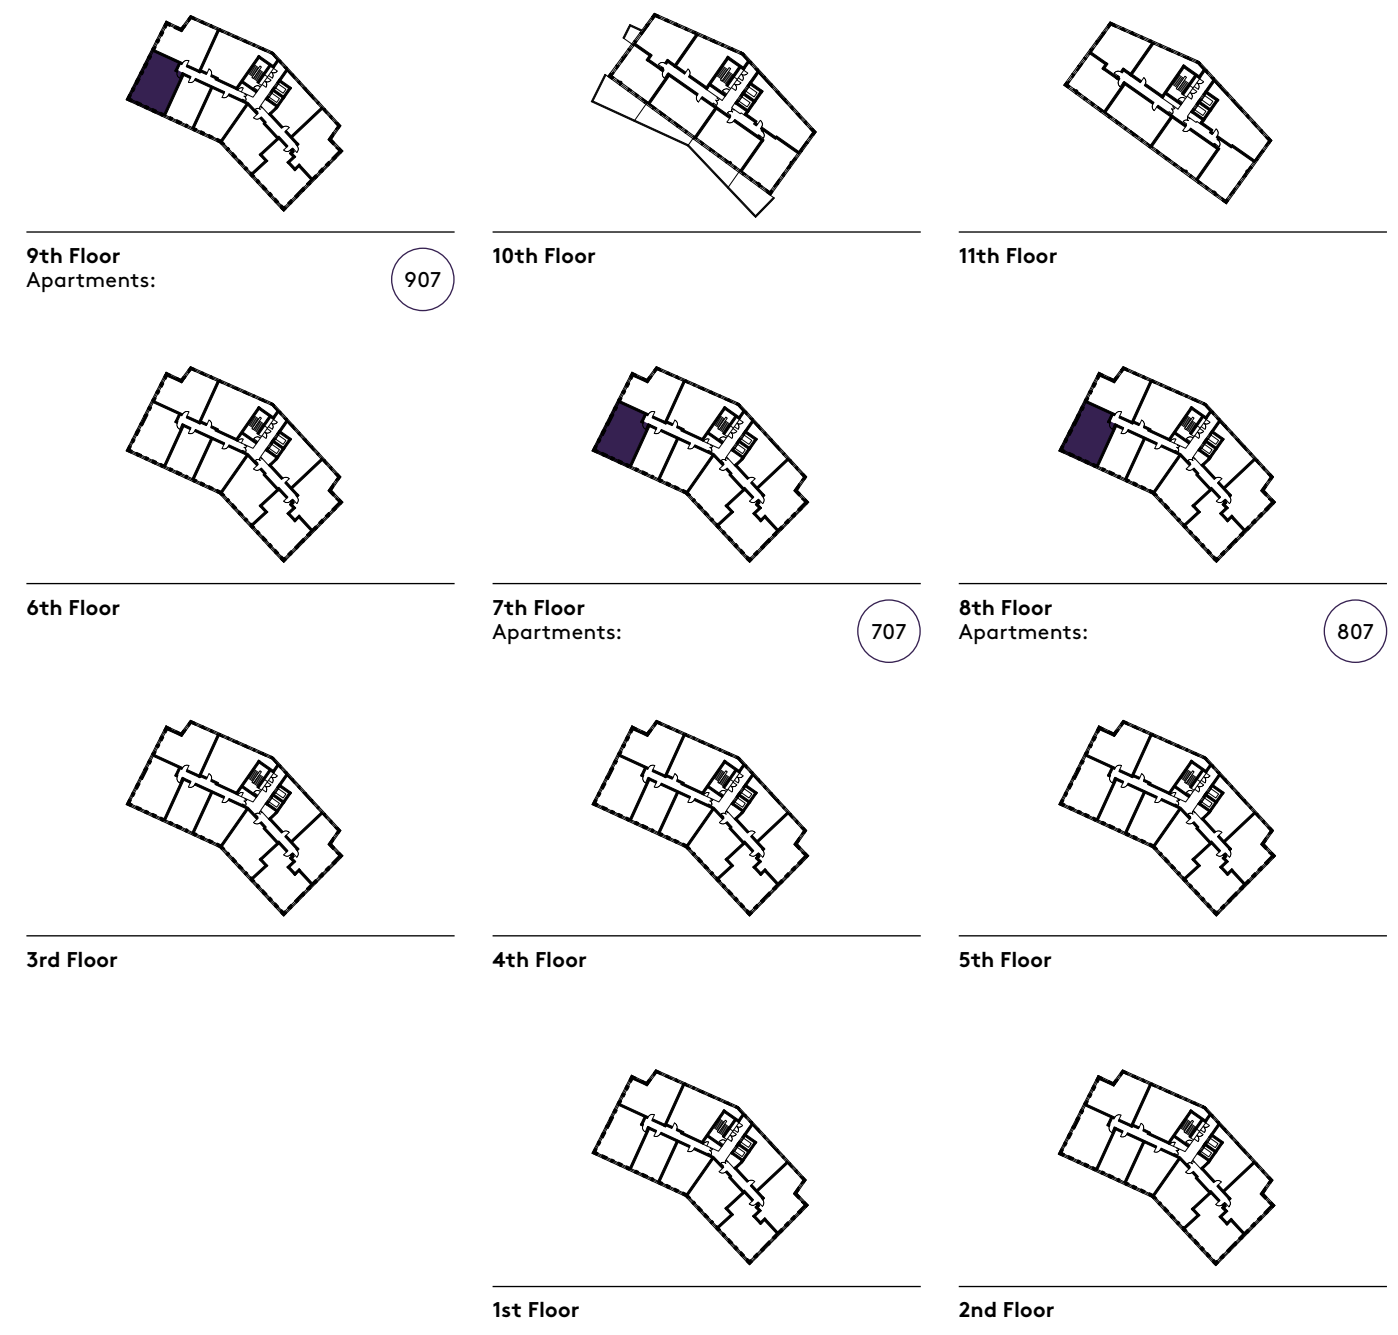 9th Floor
Apartments:
907
10th Floor
11th Floor
6th Floor
7th Floor
Apartments:
707
8th Floor
Apartments:
807
3rd Floor
4th Floor
5th Floor
1st Floor
2nd Floor